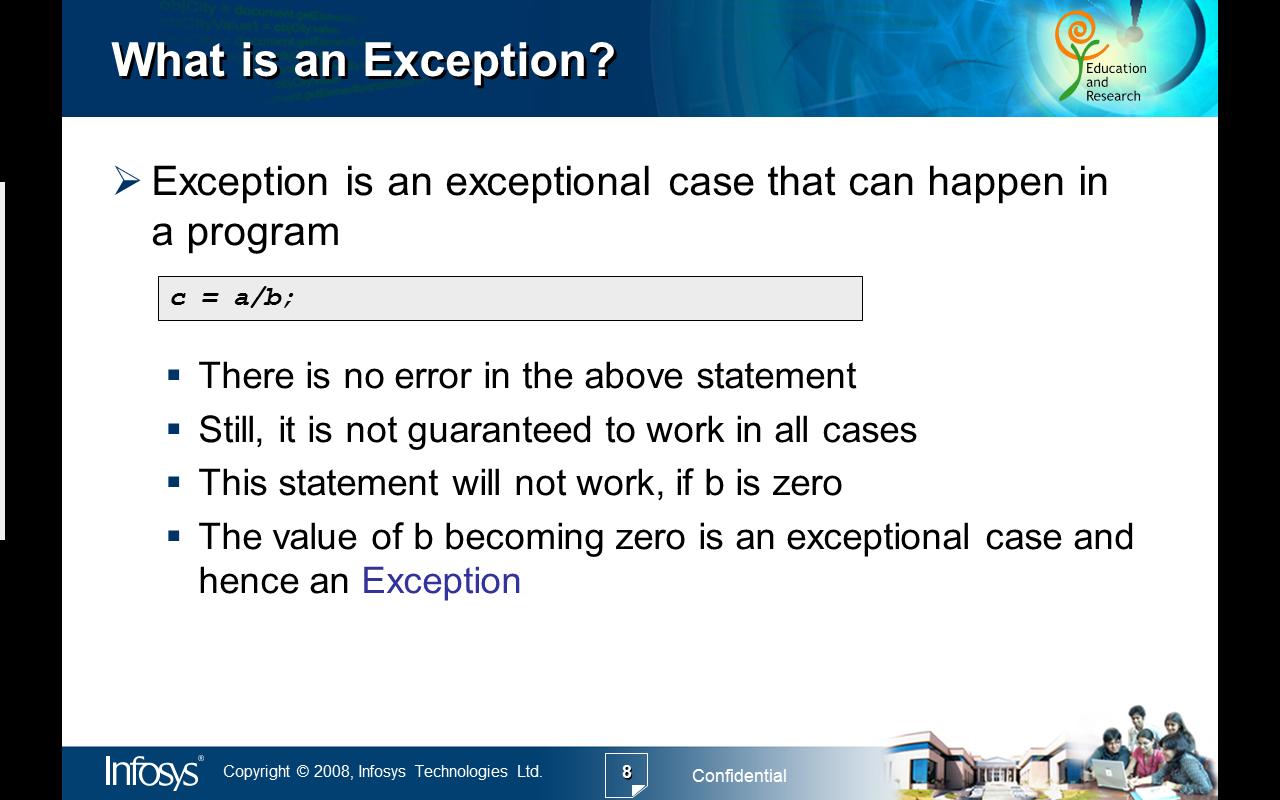 What is an Exception?
Education
and
Research
Exception is an exceptional case that can happen in
a program
c = a/b;
There is no error in the above statement
Still, it is not guaranteed to work in all cases
This statement will not work, if b is zero
The value of b becoming zero is an exceptional case and
hence an Exception
Infosys® Copyright © 2008, Infosys Technologies Ltd. 8 Confidential